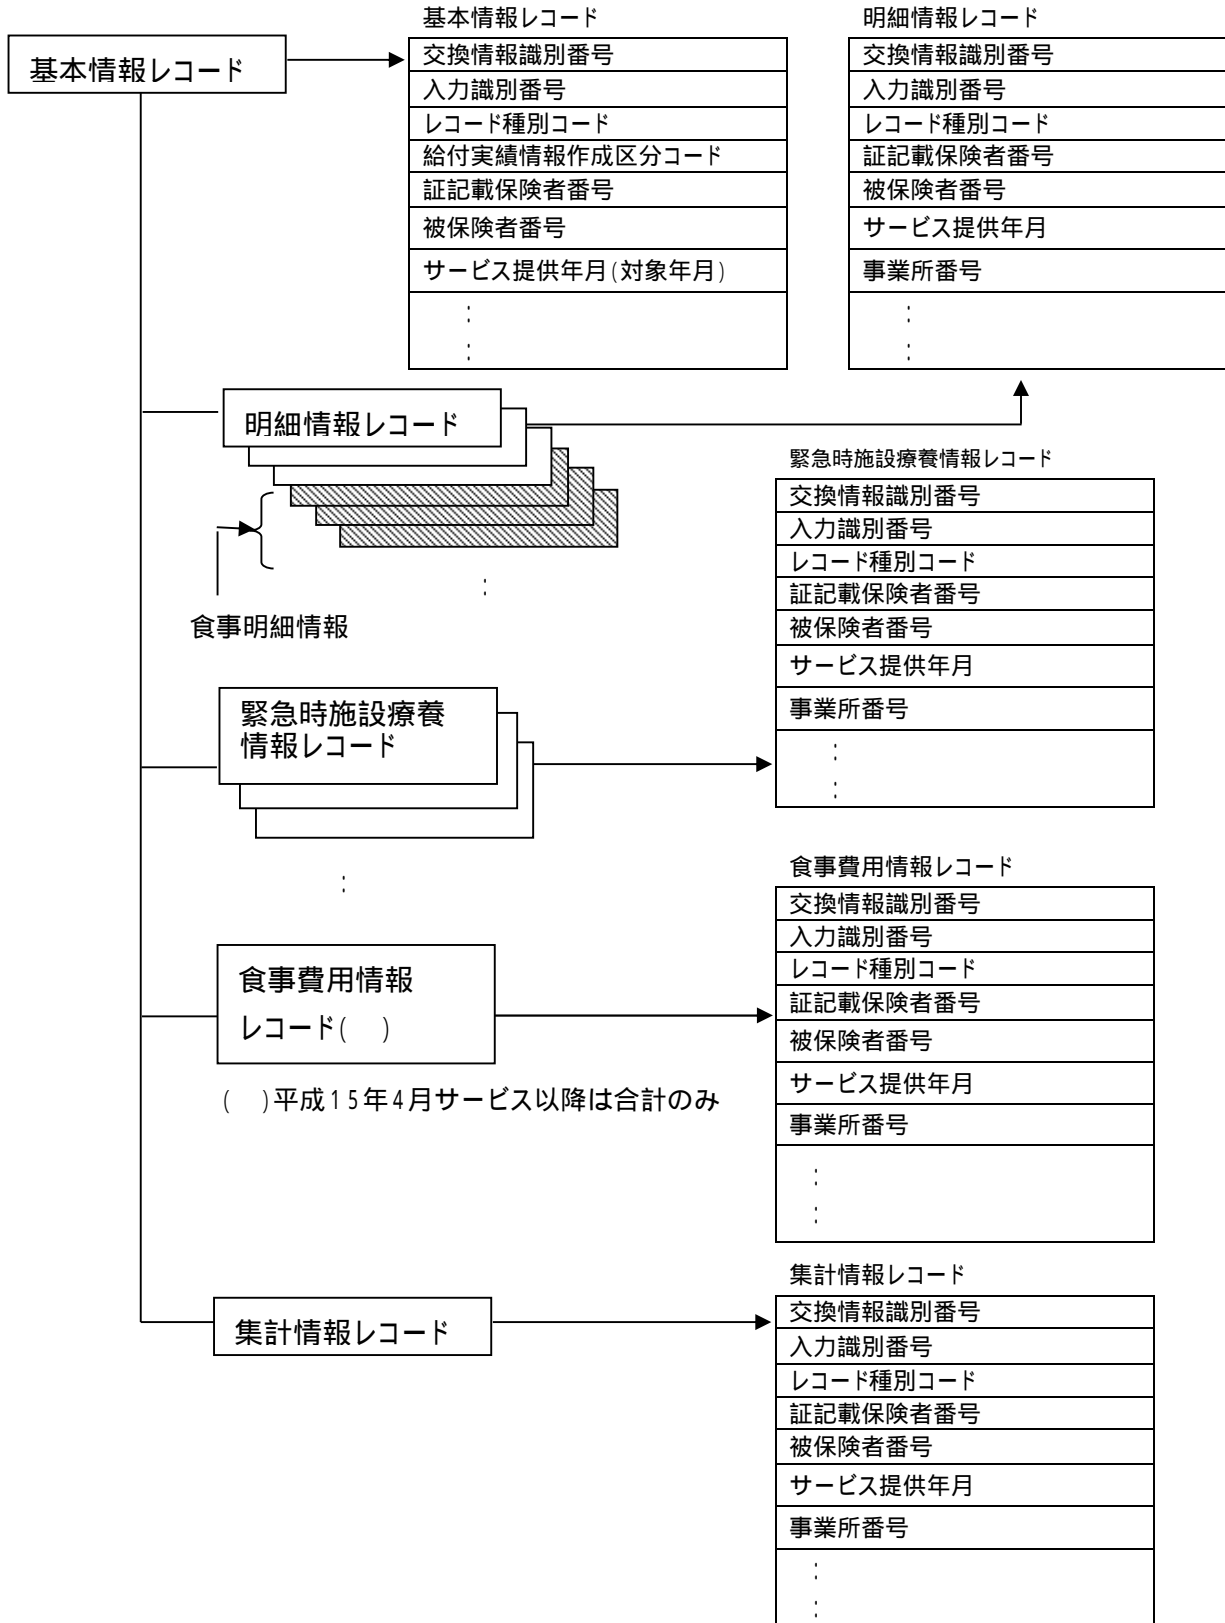 基本情報レコード
基本情報レコード
交換情報識別番号
入力識別番号
レコード種別コード
給付実績情報作成区分コード
証記載保険者番号
被保険者番号
サービス提供年月(対象年月)
:
:
明細情報レコード
交換情報識別番号
入力識別番号
レコード種別コード
証記載保険者番号
被保険者番号
サービス提供年月
事業所番号
:
:
明細情報レコード
:
食事明細情報
緊急時施設療養情報レコード
交換情報識別番号
入力識別番号
レコード種別コード
証記載保険者番号
被保険者番号
サービス提供年月
事業所番号
:
:
緊急時施設療養
情報レコード
:
食事費用情報レコード
交換情報識別番号
入力識別番号
レコード種別コード
証記載保険者番号
被保険者番号
サービス提供年月
事業所番号
:
:
食事費用情報
レコード(　)
(　)平成15年4月サービス以降は合計のみ
集計情報レコード
集計情報レコード
交換情報識別番号
入力識別番号
レコード種別コード
証記載保険者番号
被保険者番号
サービス提供年月
事業所番号
:
: